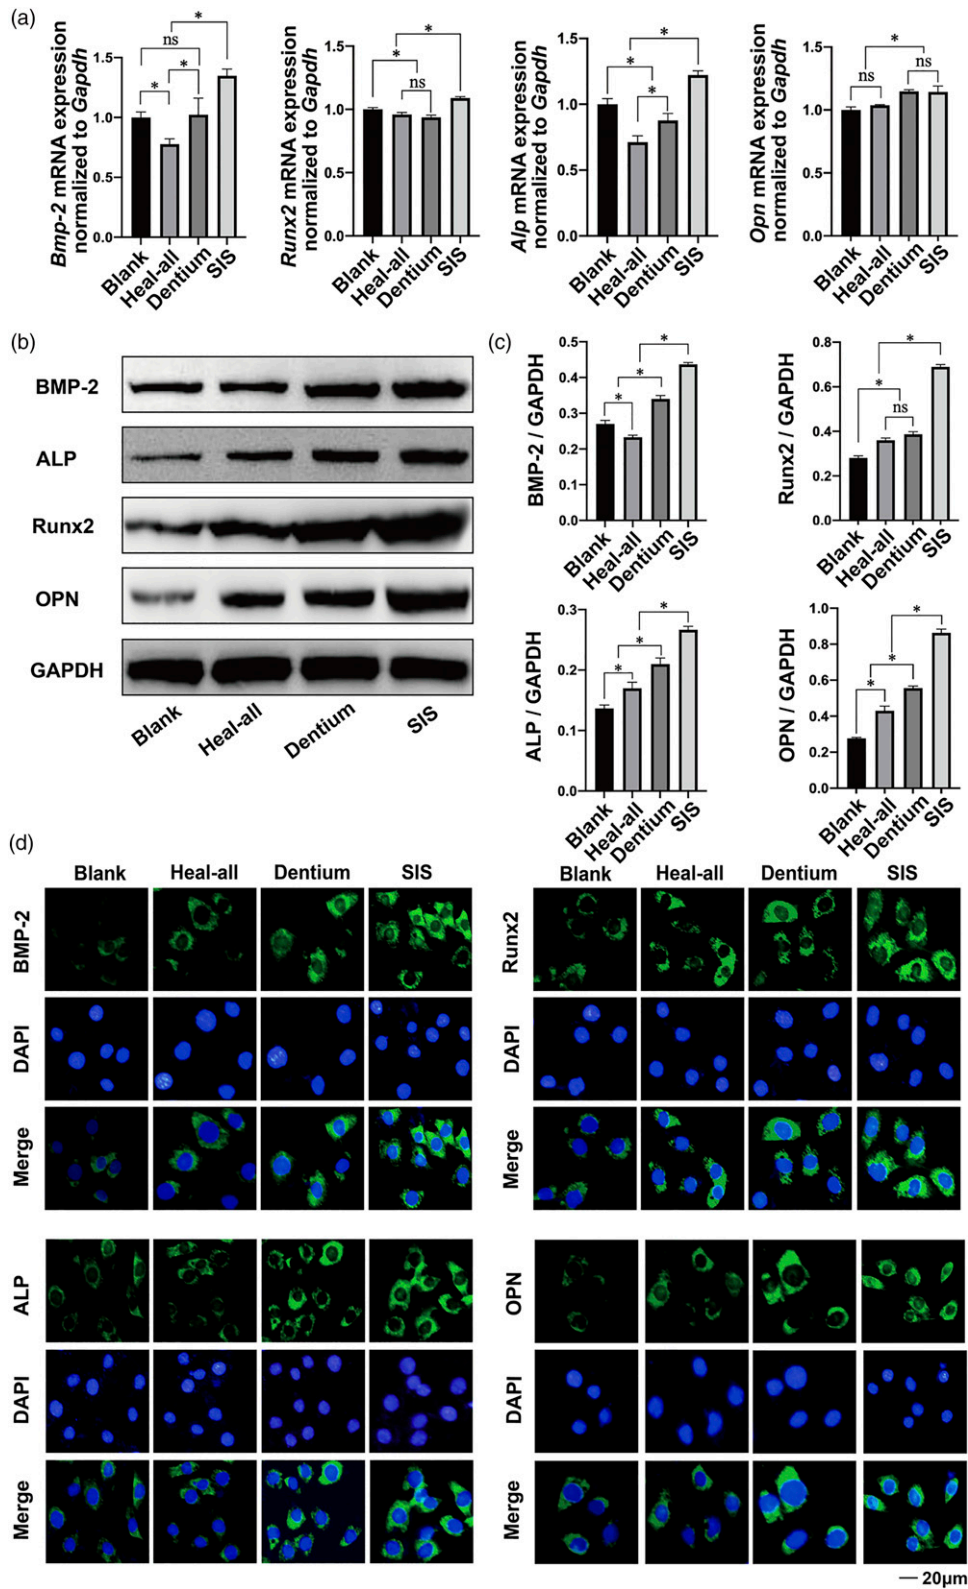 (a)
Bmp-2 mRNA expression
normalized to Gapdh
1.5
1.0
0.5
0.0
*
ns
*
*
Blank
Heal-all
Dentium
SIS
Runx2 mRNA expression
normalized to Gapdh
1.5
1.0
0.5
0.0
*
*
ns
Blank
Heal-all
Dentium
SIS
Alp mRNA expression
normalized to Gapdh
1.5
1.0
0.5
0.0
*
*
*
Blank
Heal-all
Dentium
SIS
Opn mRNA expression
normalized to Gapdh
1.5
1.0
0.5
0.0
*
ns
ns
Blank
Heal-all
Dentium
SIS
(b)
BMP-2
ALP
Runx2
OPN
GAPDH
Blank
Heal-all
Dentium
SIS
(c)
BMP-2 / GAPDH
0.5
0.4
0.3
0.2
0.1
0.0
*
*
*
Blank
Heal-all
Dentium
SIS
Runx2 / GAPDH
0.8
0.6
0.4
0.2
0.0
*
*
ns
Blank
Heal-all
Dentium
SIS
ALP / GAPDH
0.3
0.2
0.1
0.0
*
*
*
Blank
Heal-all
Dentium
SIS
OPN / GAPDH
1.0
0.8
0.6
0.4
0.2
0.0
*
*
*
Blank
Heal-all
Dentium
SIS
(d)
Blank Heal-all Dentium SIS
BMP-2
DAPI
Merge
Blank Heal-all Dentium SIS
Runx2
DAPI
Merge
ALP
DAPI
Merge
OPN
DAPI
Merge
20μm